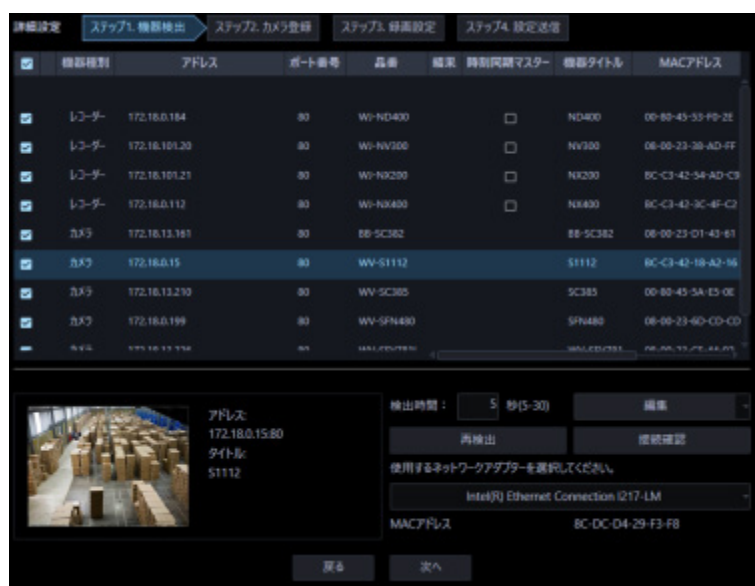 詳細設定 ステップ1. 機器検出 ステップ2. カメラ登録 ステップ3. 録画設定 ステップ4. 設定送信
機器種別 アドレス ポート番号 品番 結果 時刻同期マスター 機器タイトル MACアドレス
レコーダー 172.18.0.184 80 WJ-ND400 ND400 00-80-45-53-F0-2E
レコーダー 172.18.101.20 80 WJ-NV300 NV300 08-00-23-38-AD-FF
レコーダー 172.18.101.21 80 WJ-NX200 NX200 BC-C3-42-54-AD-C9
レコーダー 172.18.0.112 80 WJ-NX400 NX400 BC-C3-42-3C-4F-C2
カメラ 172.18.13.161 80 BB-SC382 BB-SC382 08-00-23-D1-43-61
カメラ 172.18.0.15 80 WV-S1112 S1112 BC-C3-42-18-A2-16
カメラ 172.18.13.210 80 WV-SC385 SC385 00-80-45-5A-E5-0E
カメラ 172.18.0.199 80 WV-SFN480 SFN480 08-00-23-6D-CD-CD
カメラ
アドレス:
172.18.0.15:80
タイトル:
S1112
検出時間: 5 秒(5-30) 編集
再検出 接続確認
使用するネットワークアダプターを選択してください。
Intel(R) Ethernet Connection I217-LM
MACアドレス 8C-DC-D4-29-F3-F8
戻る 次へ